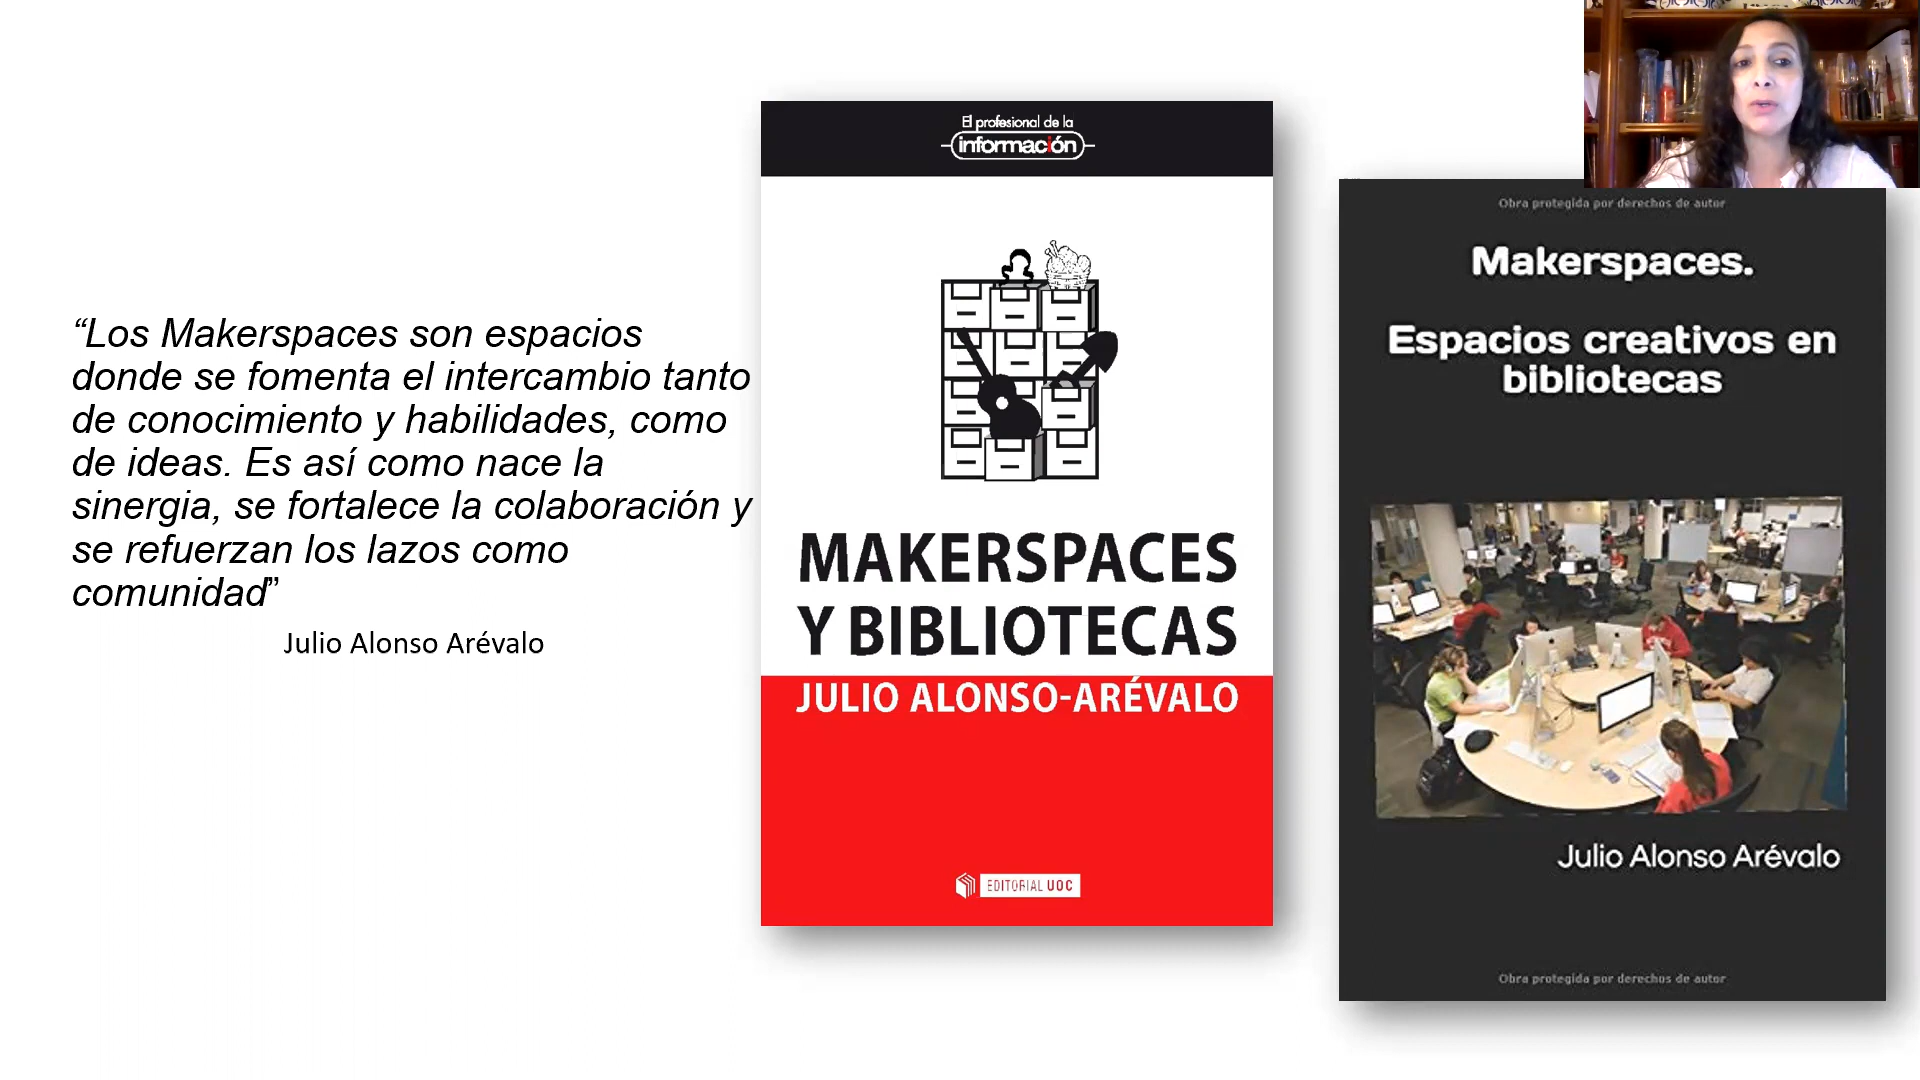 “Los Makerspaces son espacios
donde se fomenta el intercambio tanto
de conocimiento y habilidades, como
de ideas. Es así como nace la
sinergia, se fortalece la colaboración y
se refuerzan los lazos como
comunidad”
Julio Alonso Arévalo
El profesional de la
información
MAKERSPACES
Y BIBLIOTECAS
JULIO ALONSO-ARÉVALO
EDITORIAL UOC
Obra protegida por derechos de autor
Makerspaces.
Espacios creativos en
bibliotecas
Julio Alonso Arévalo
Obra protegida por derechos de autor